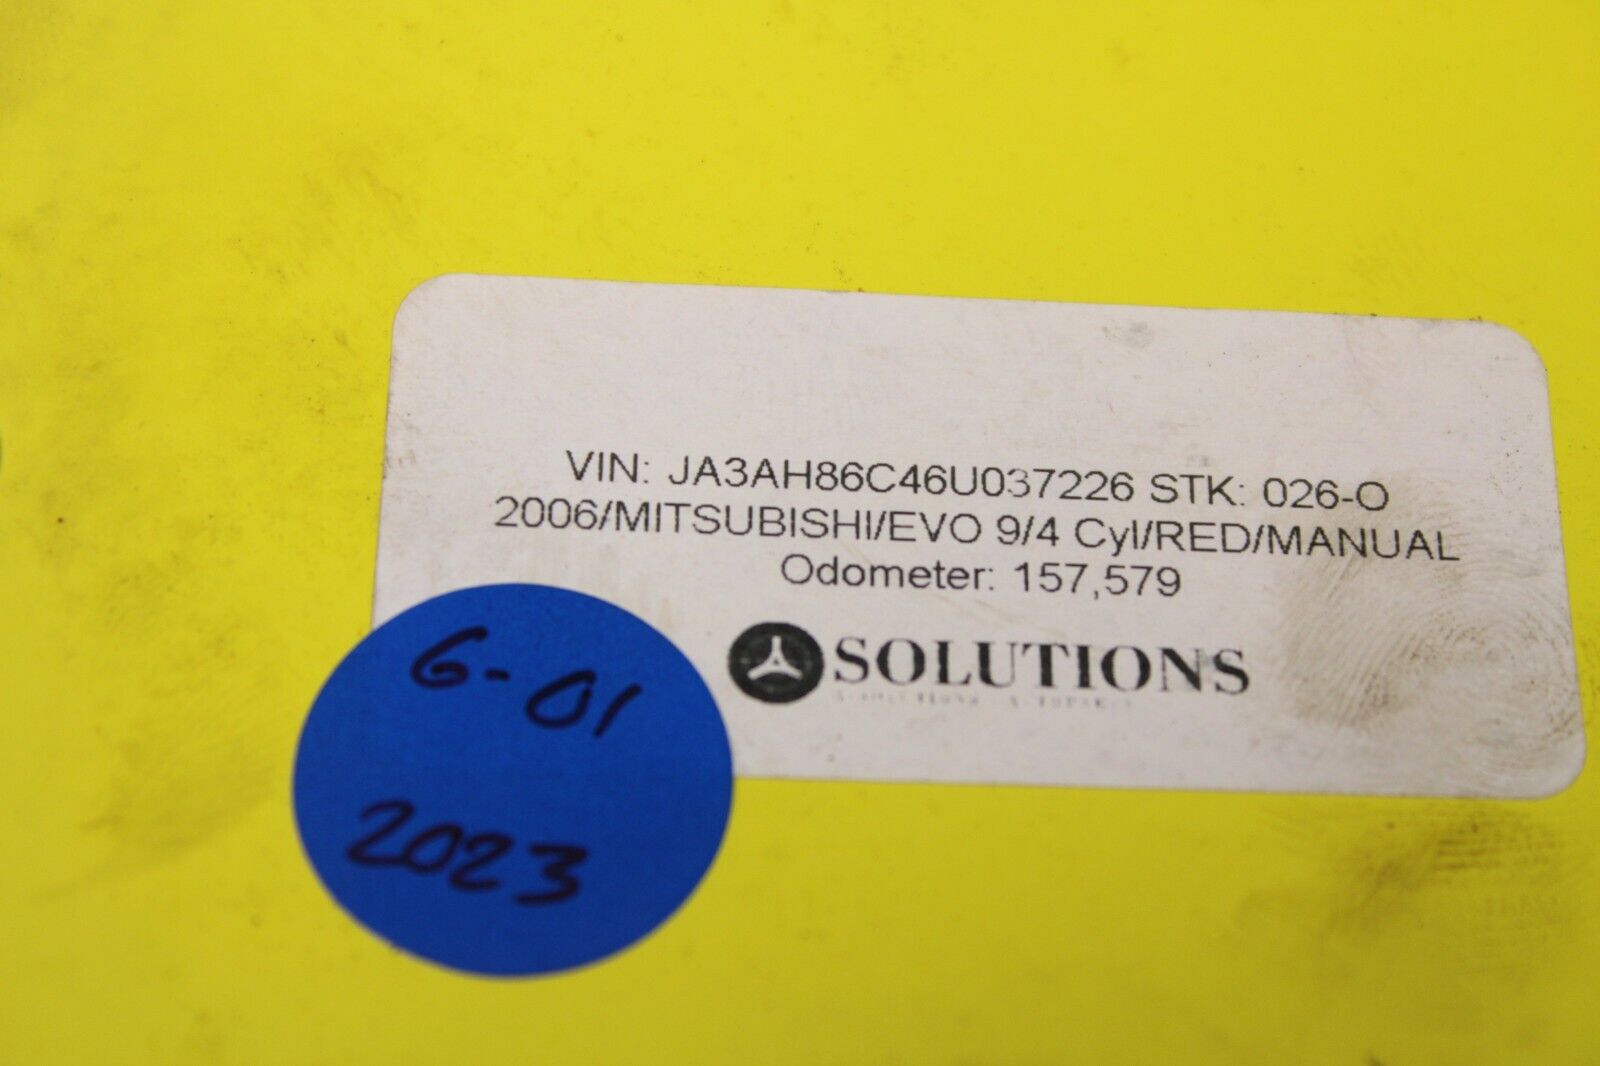 VIN: JA3AH86C46U037226 STK: 026-O
2006/MITSUBISHI/EVO 9/4 Cyl/RED/MANUAL
Odometer: 157,579
SOLUTIONS
6-01
2023